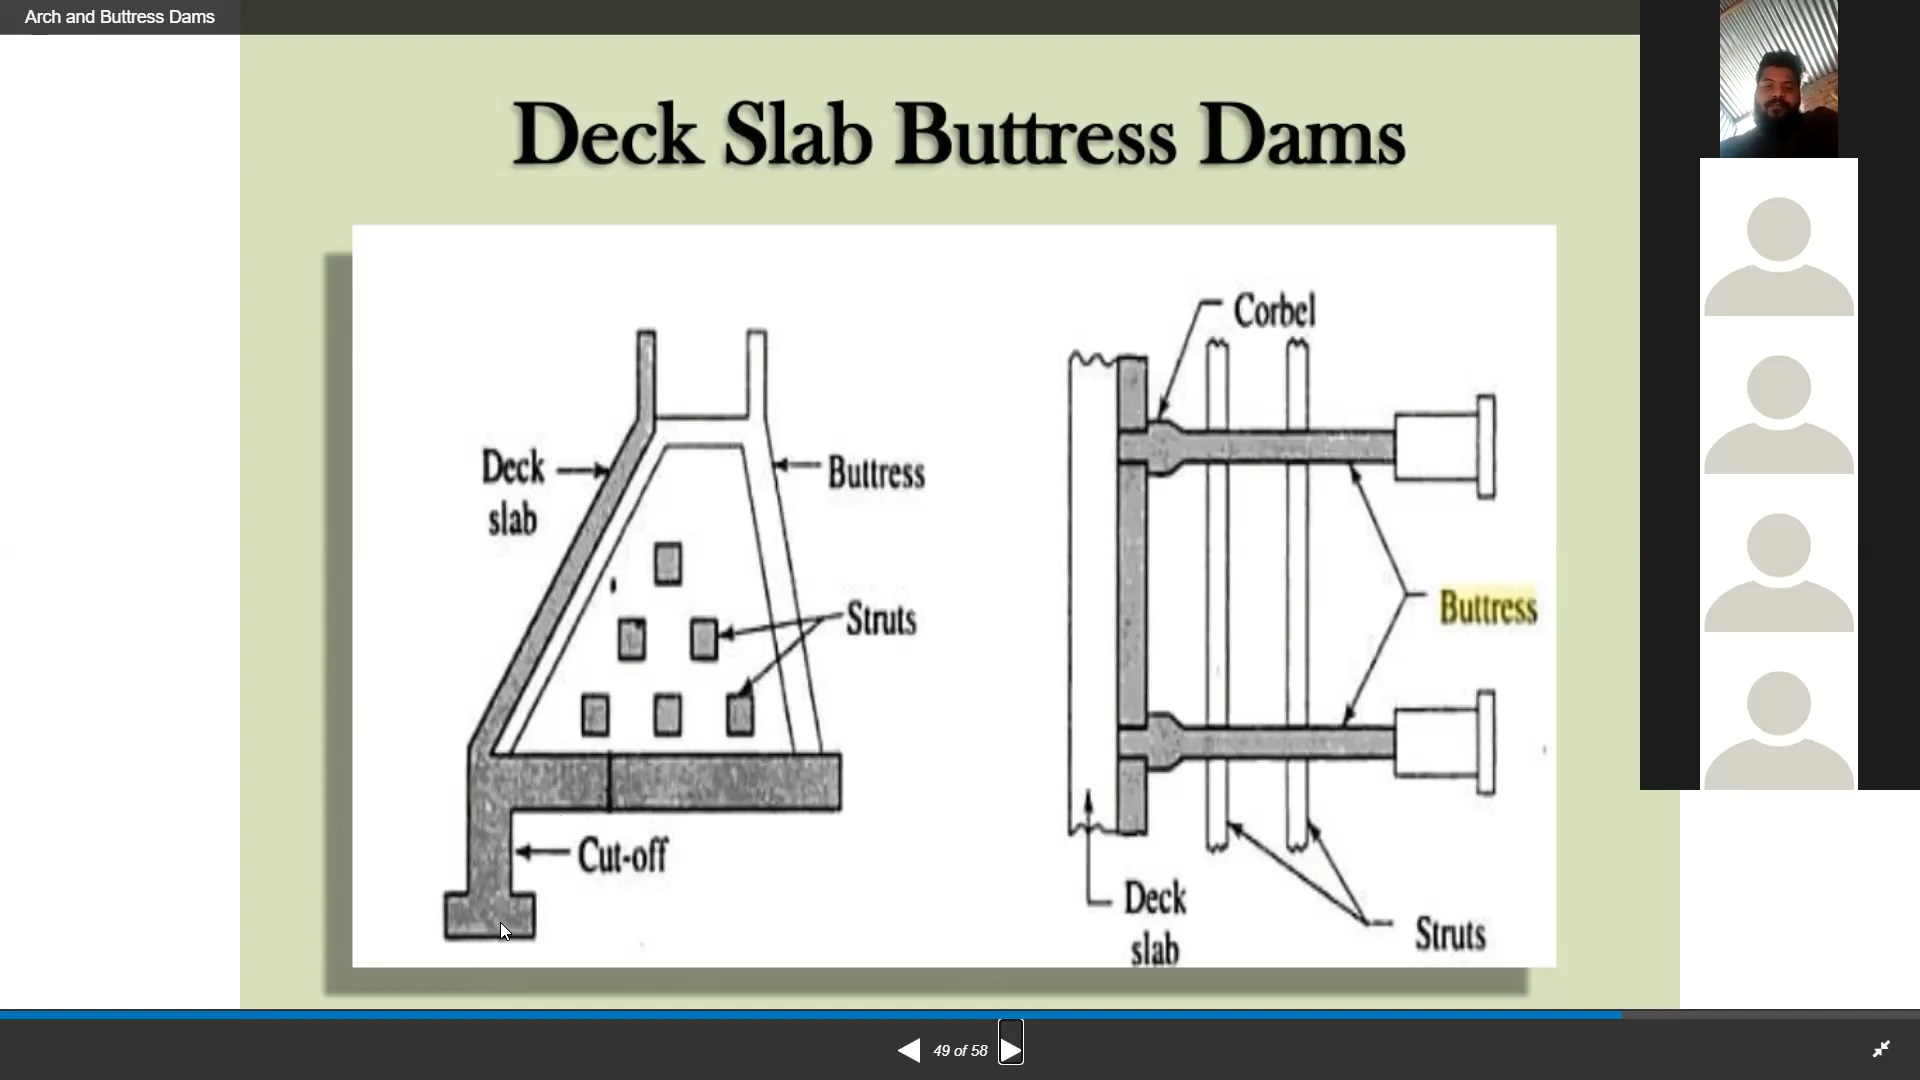 Arch and Buttress Dams
Deck Slab Buttress Dams
Deck
slab
Buttress
Struts
Cut-off
Corbel
Buttress
Deck
slab
Struts
49 of 58